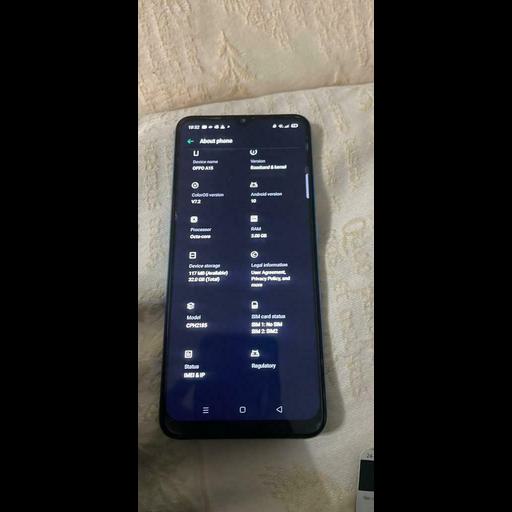 19:52
About phone
Device name
OPPO A15
Version
Baseband & kernel
ColorOS version
V7.2
Android version
10
Processor
Octa-core
RAM
3.00 GB
Device storage
117 MB (Available)
32.0 GB (Total)
Legal information
User Agreement,
Privacy Policy, and
more
Model
CPH2185
SIM card status
SIM 1: No SIM
SIM 2: SIM2
Status
IMEI & IP
Regulatory